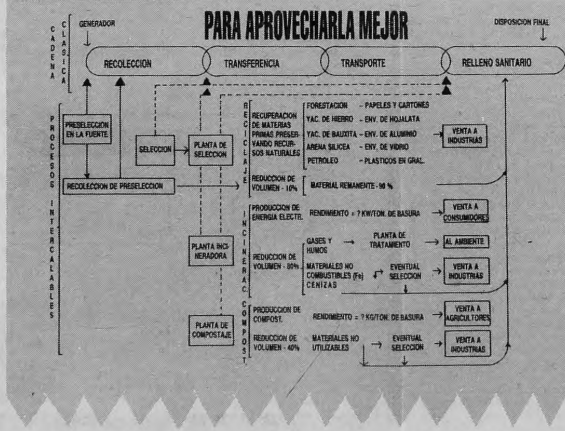 PARA APROVECHARLA MEJOR
CADENA CLASICA
GENERADOR
DISPOSICION FINAL
RECOLECCION
TRANSFERENCIA
TRANSPORTE
RELLENO SANITARIO
PROCESOS INTERCALABLES
PRESELECCION
EN LA FUENTE
SELECCION
PLANTA DE
SELECCION
RECOLECCION DE PRESELECCION
RECICLAJE
RECUPERACION
DE MATERIAS
PRIMAS PRESER-
VANDO RECUR-
SOS NATURALES
FORESTACION - PAPELES Y CARTONES
YAC. DE HIERRO - ENV. DE HOJALATA
YAC. DE BAUXITA - ENV. DE ALUMINIO
ARENA SILICEA - ENV. DE VIDRIO
PETROLEO - PLASTICOS EN GRAL.
VENTA A
INDUSTRIAS
REDUCCION DE
VOLUMEN - 10%
MATERIAL REMANENTE - 90 %
PLANTA INCI-
NERADORA
INCINERAC.
PRODUCCION DE
ENERGIA ELECTR.
RENDIMIENTO = ? KW/TON. DE BASURA
VENTA A
CONSUMIDORES
REDUCCION DE
VOLUMEN - 80%
GASES Y
HUMOS
PLANTA DE
TRATAMIENTO
AL AMBIENTE
MATERIALES NO
COMBUSTIBLES (Fe)
CENIZAS
EVENTUAL
SELECCION
VENTA A
INDUSTRIAS
PLANTA DE
COMPOSTAJE
COMPOST.
PRODUCCION DE
COMPOST.
RENDIMIENTO = ? KG/TON. DE BASURA
VENTA A
AGRICULTORES
REDUCCION DE
VOLUMEN - 40%
MATERIALES NO
UTILIZABLES
EVENTUAL
SELECCION
VENTA A
INDUSTRIAS